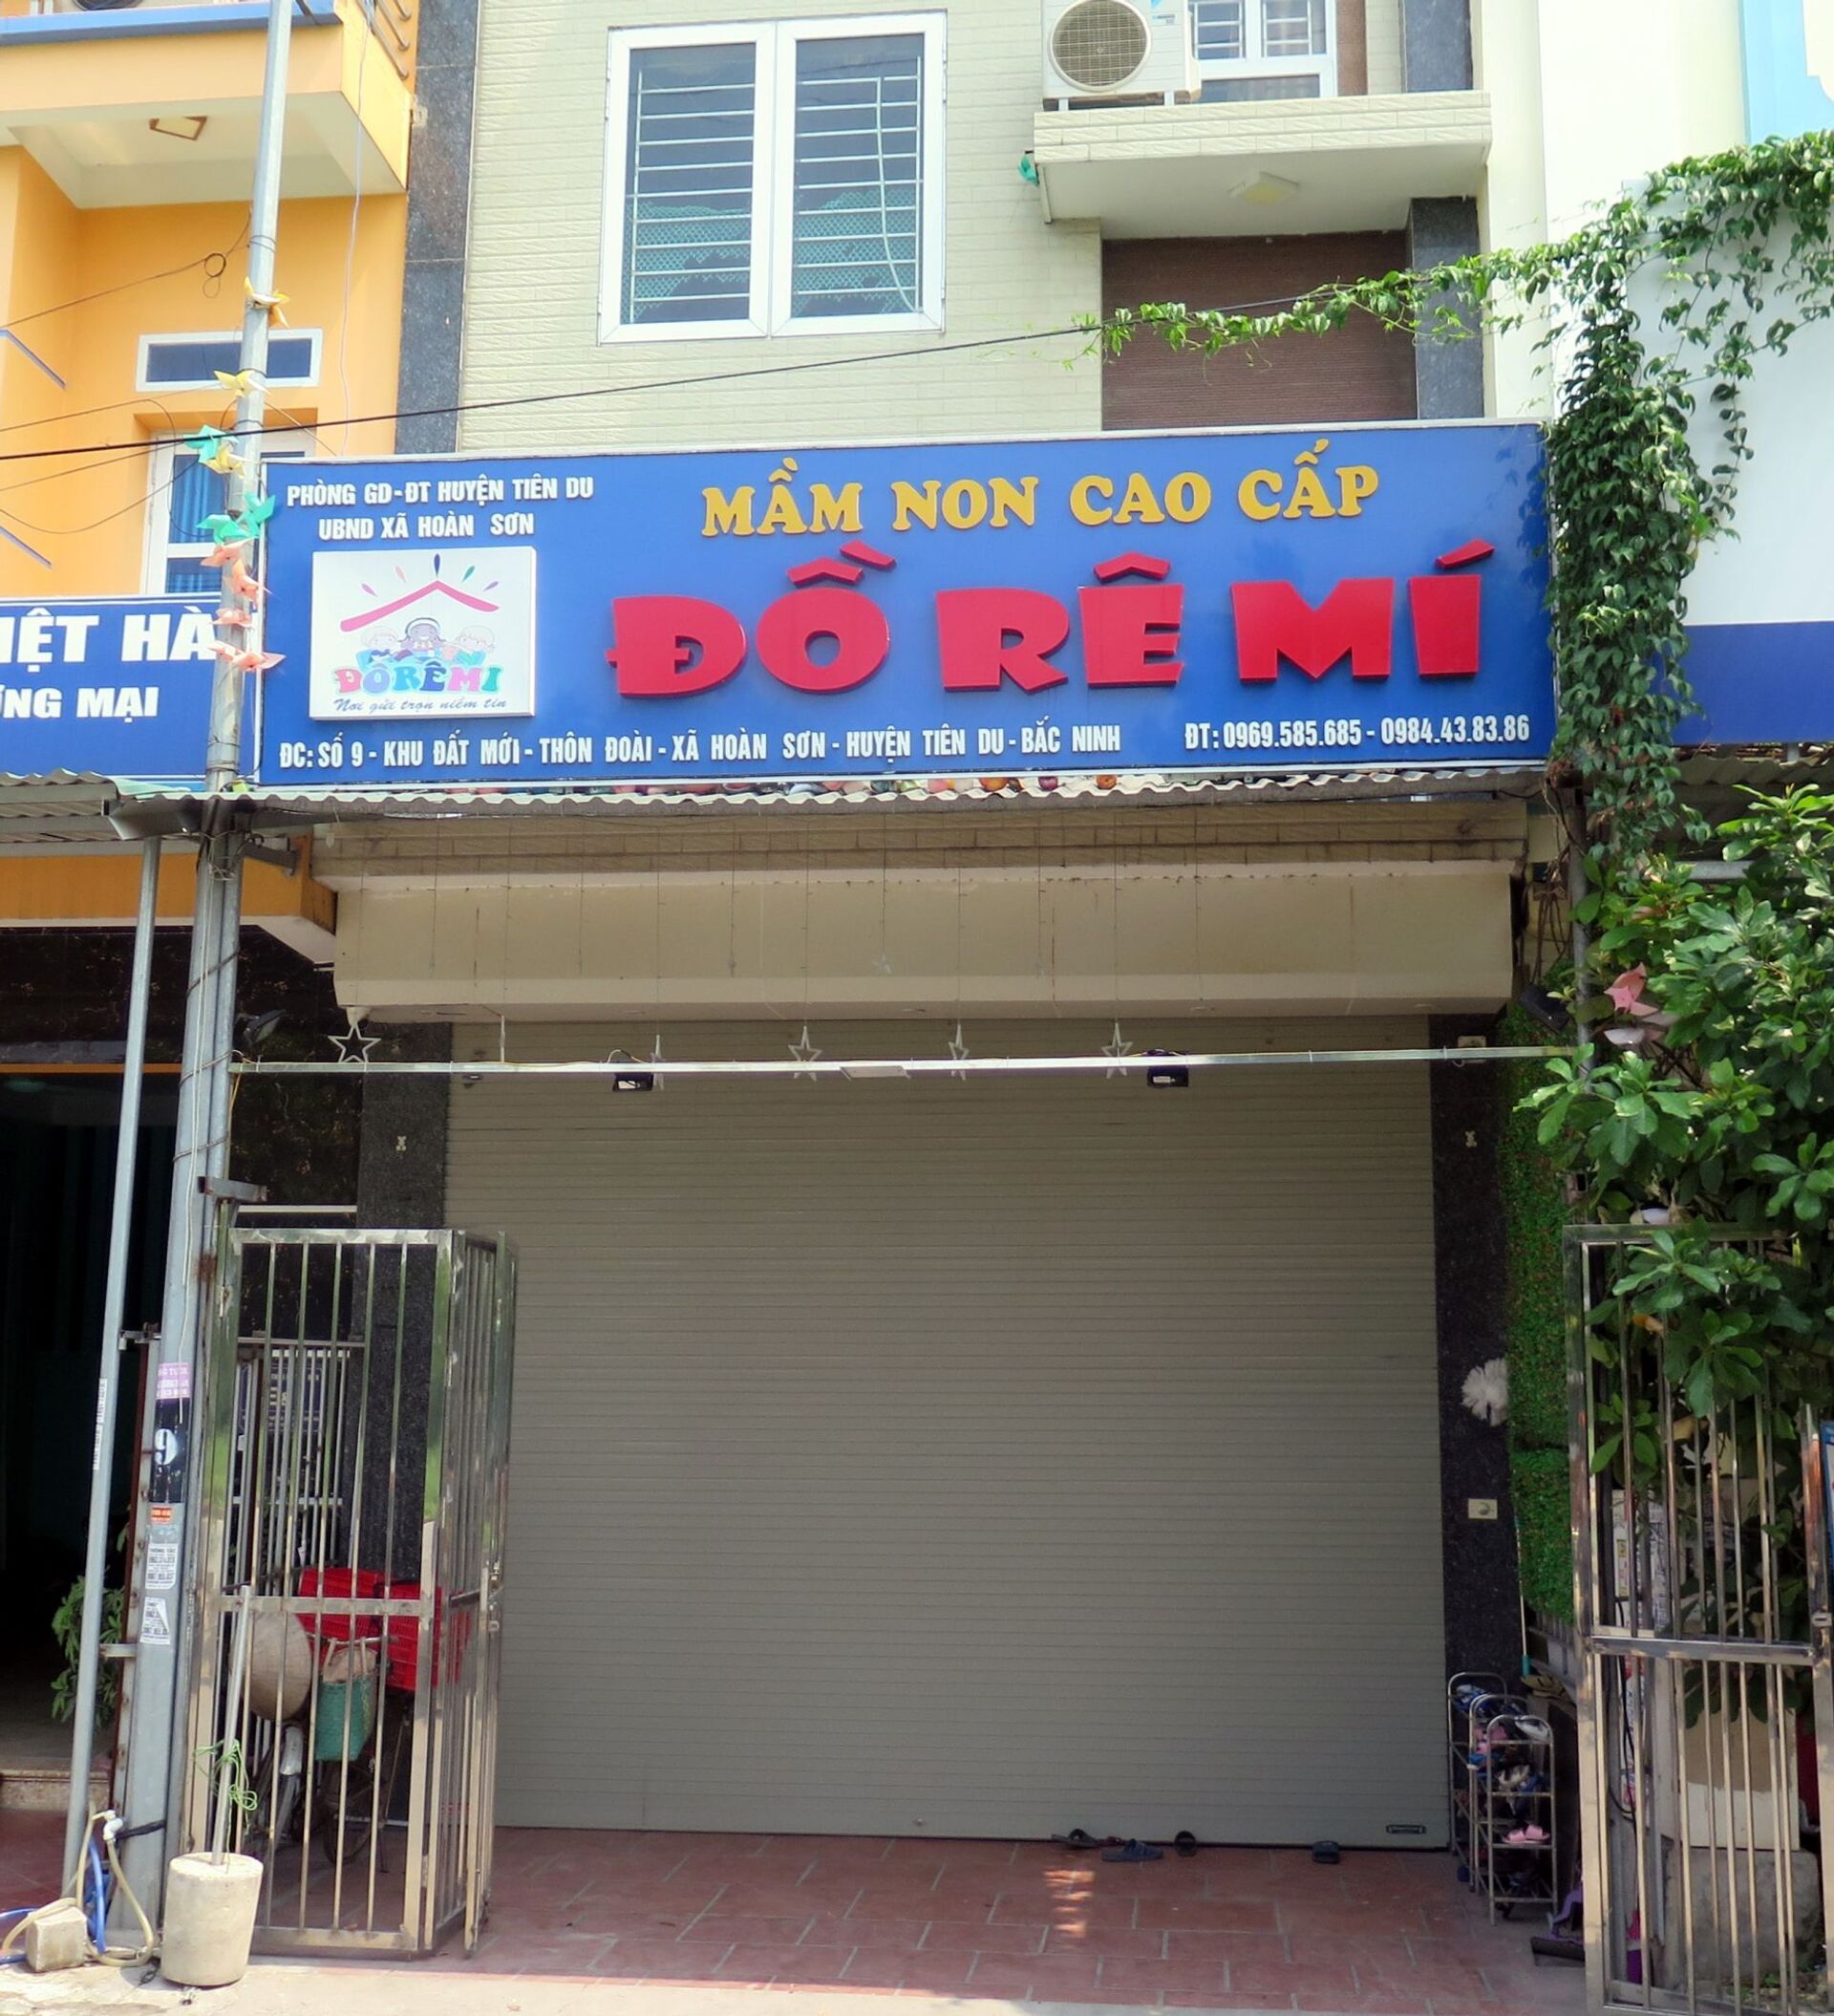 PHÒNG GD-ĐT HUYỆN TIÊN DU
UBND XÃ HOÀN SƠN
MẦM NON CAO CẤP
ĐỒ RÊ MÍ
ĐÔRÊMI
Nơi gửi trọn niềm tin
ĐC: SỐ 9 - KHU ĐẤT MỚI - THÔN ĐOÀI - XÃ HOÀN SƠN - HUYỆN TIÊN DU - BẮC NINH
ĐT: 0969.585.685 - 0984.43.83.86
IỆT HÀ
NG MẠI
9